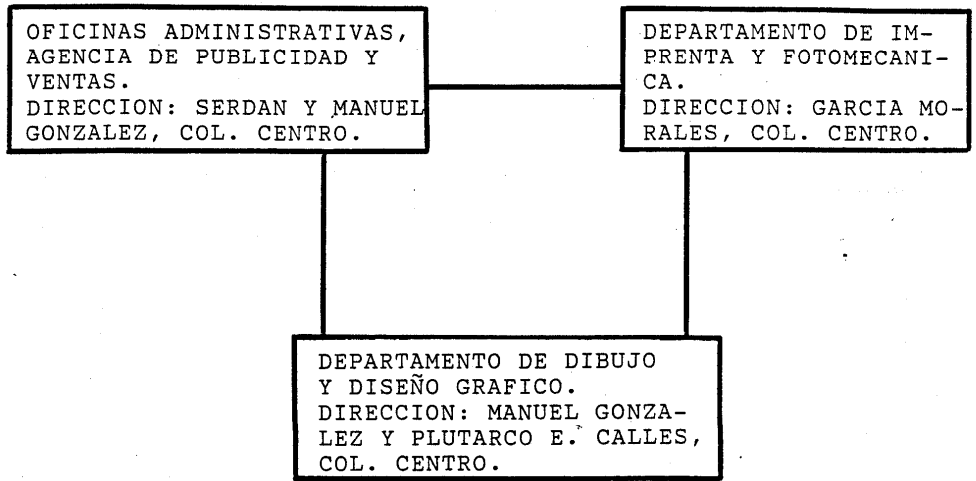 OFICINAS ADMINISTRATIVAS,
AGENCIA DE PUBLICIDAD Y
VENTAS.
DIRECCION: SERDAN Y MANUEL
GONZALEZ, COL. CENTRO.
DEPARTAMENTO DE IM-
PRENTA Y FOTOMECANI-
CA.
DIRECCION: GARCIA MO-
RALES, COL. CENTRO.
DEPARTAMENTO DE DIBUJO
Y DISEÑO GRAFICO.
DIRECCION: MANUEL GONZA-
LEZ Y PLUTARCO E. CALLES,
COL. CENTRO.